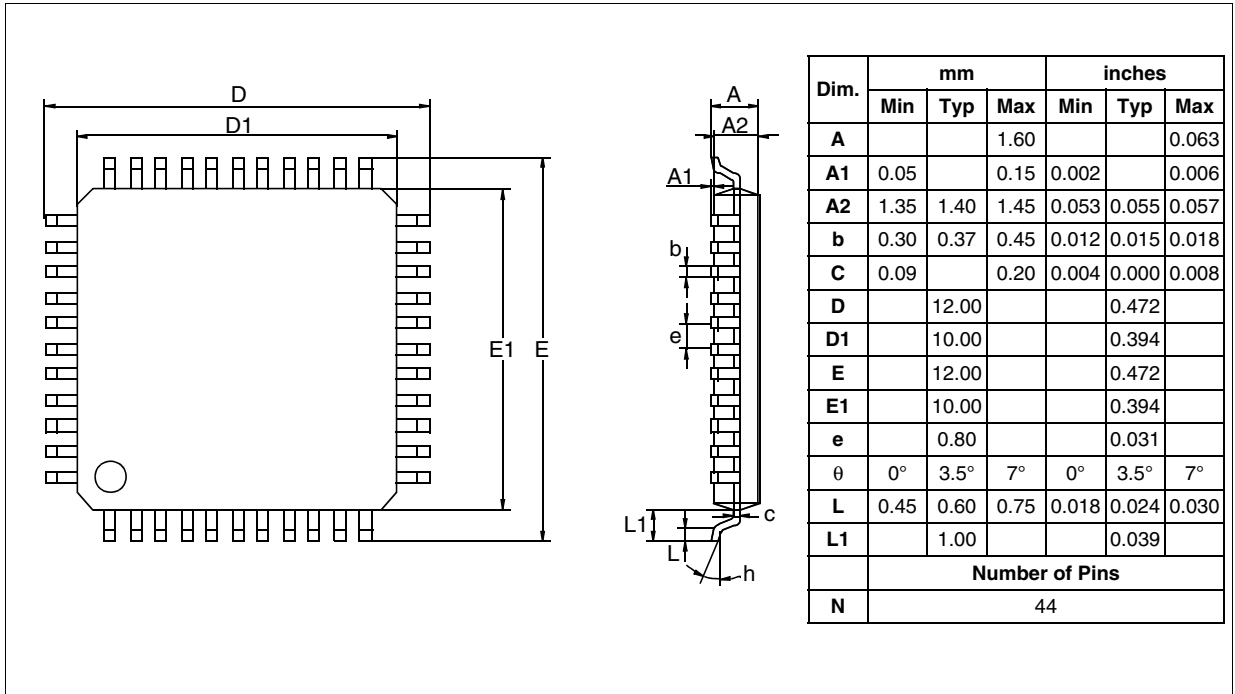 D
D1
E1
E
A
A2
A1
b
e
c
L1
L
h
Dim. mm inches
Min Typ Max Min Typ Max
A 1.60 0.063
A1 0.05 0.15 0.002 0.006
A2 1.35 1.40 1.45 0.053 0.055 0.057
b 0.30 0.37 0.45 0.012 0.015 0.018
C 0.09 0.20 0.004 0.000 0.008
D 12.00 0.472
D1 10.00 0.394
E 12.00 0.472
E1 10.00 0.394
e 0.80 0.031
θ 0° 3.5° 7° 0° 3.5° 7°
L 0.45 0.60 0.75 0.018 0.024 0.030
L1 1.00 0.039
Number of Pins
N 44